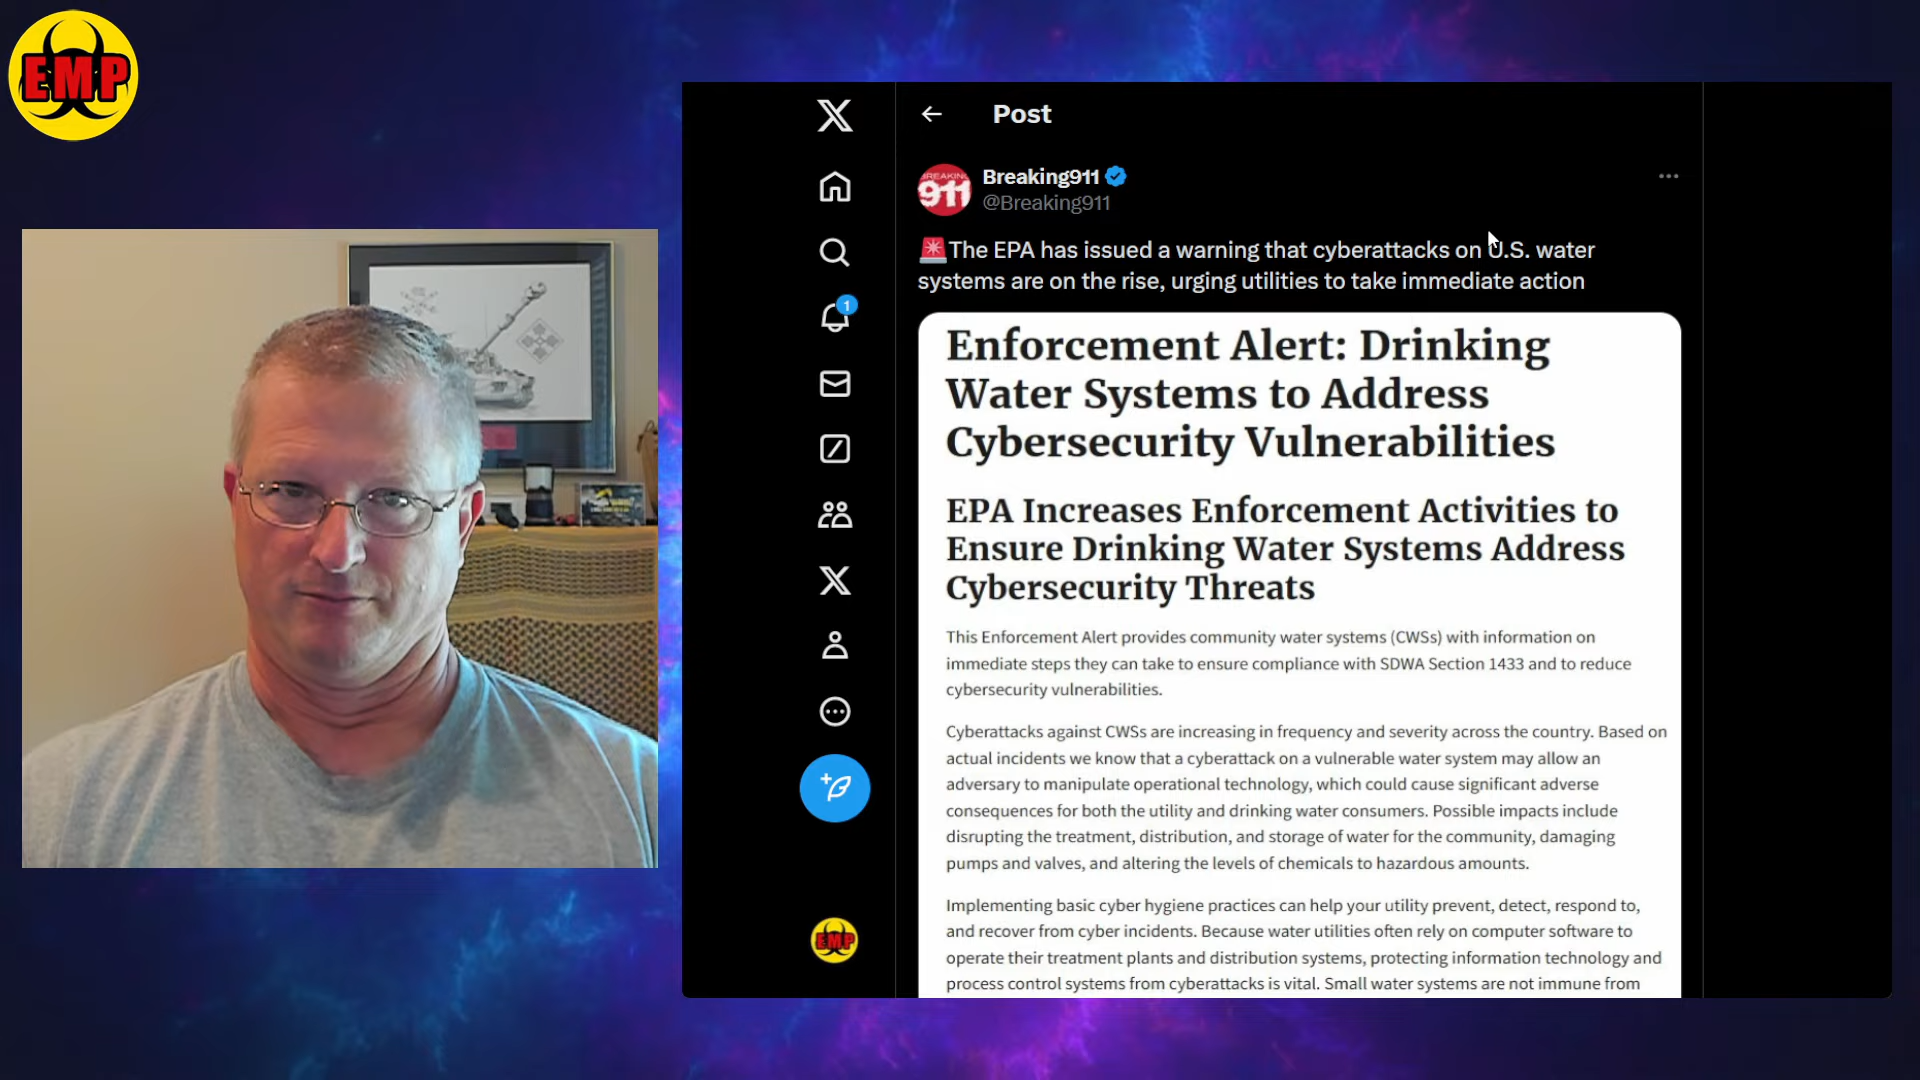 EMP
Post
BREAKING
911
Breaking911
@Breaking911
1
The EPA has issued a warning that cyberattacks on U.S. water
systems are on the rise, urging utilities to take immediate action
Enforcement Alert: Drinking
Water Systems to Address
Cybersecurity Vulnerabilities
EPA Increases Enforcement Activities to
Ensure Drinking Water Systems Address
Cybersecurity Threats
This Enforcement Alert provides community water systems (CWSs) with information on
immediate steps they can take to ensure compliance with SDWA Section 1433 and to reduce
cybersecurity vulnerabilities.
Cyberattacks against CWSs are increasing in frequency and severity across the country. Based on
actual incidents we know that a cyberattack on a vulnerable water system may allow an
adversary to manipulate operational technology, which could cause significant adverse
consequences for both the utility and drinking water consumers. Possible impacts include
disrupting the treatment, distribution, and storage of water for the community, damaging
pumps and valves, and altering the levels of chemicals to hazardous amounts.
Implementing basic cyber hygiene practices can help your utility prevent, detect, respond to,
and recover from cyber incidents. Because water utilities often rely on computer software to
operate their treatment plants and distribution systems, protecting information technology and
process control systems from cyberattacks is vital. Small water systems are not immune from
EMP